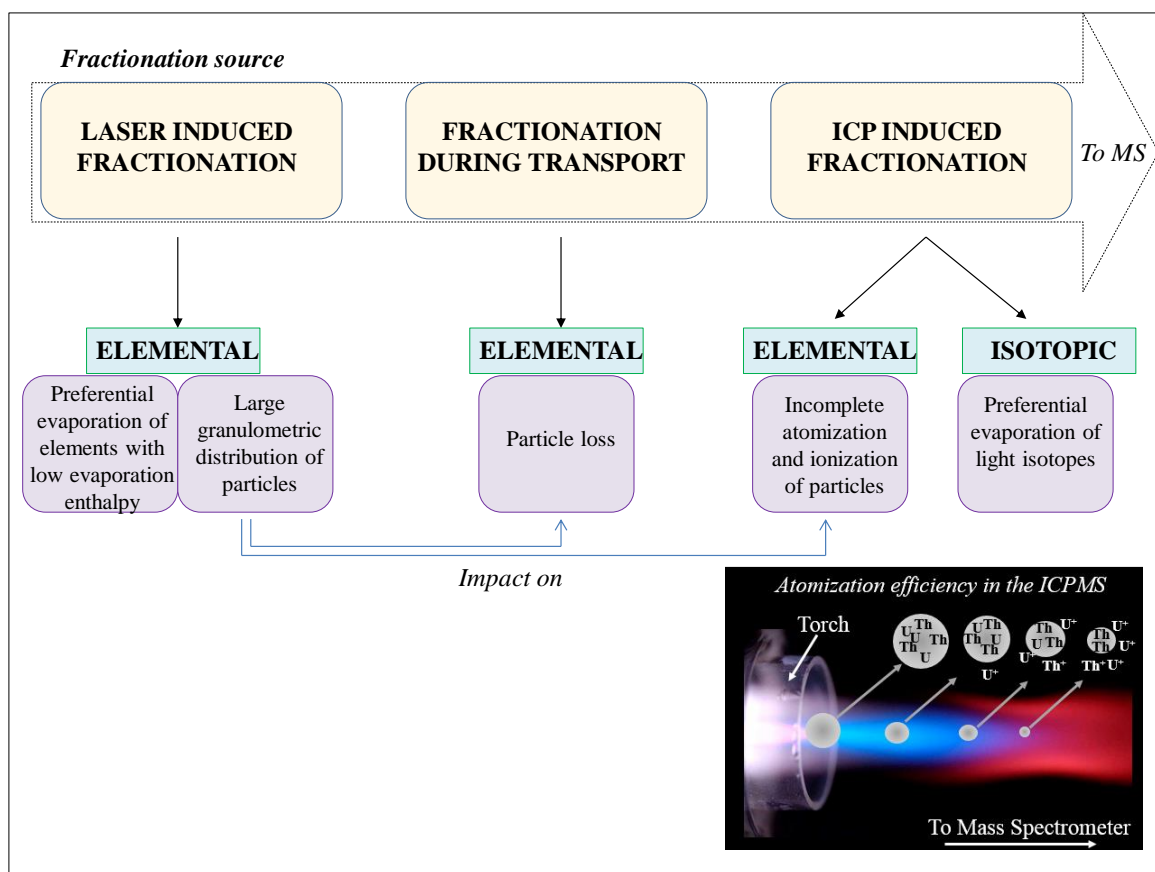 Fractionation source
LASER INDUCED
FRACTIONATION
FRACTIONATION
DURING TRANSPORT
ICP INDUCED
FRACTIONATION
To MS
ELEMENTAL
Preferential
evaporation of
elements with
low evaporation
enthalpy
Large
granulometric
distribution of
particles
ELEMENTAL
Particle loss
ELEMENTAL
Incomplete
atomization
and ionization
of particles
ISOTOPIC
Preferential
evaporation of
light isotopes
Impact on
Atomization efficiency in the ICPMS
Torch
U Th
U
Th Th
U
U Th
Th U
Th
U⁺
Th
U Th
U⁺
U⁺
Th⁺
Th
Th
U⁺
U⁺
Th⁺ U⁺
To Mass Spectrometer